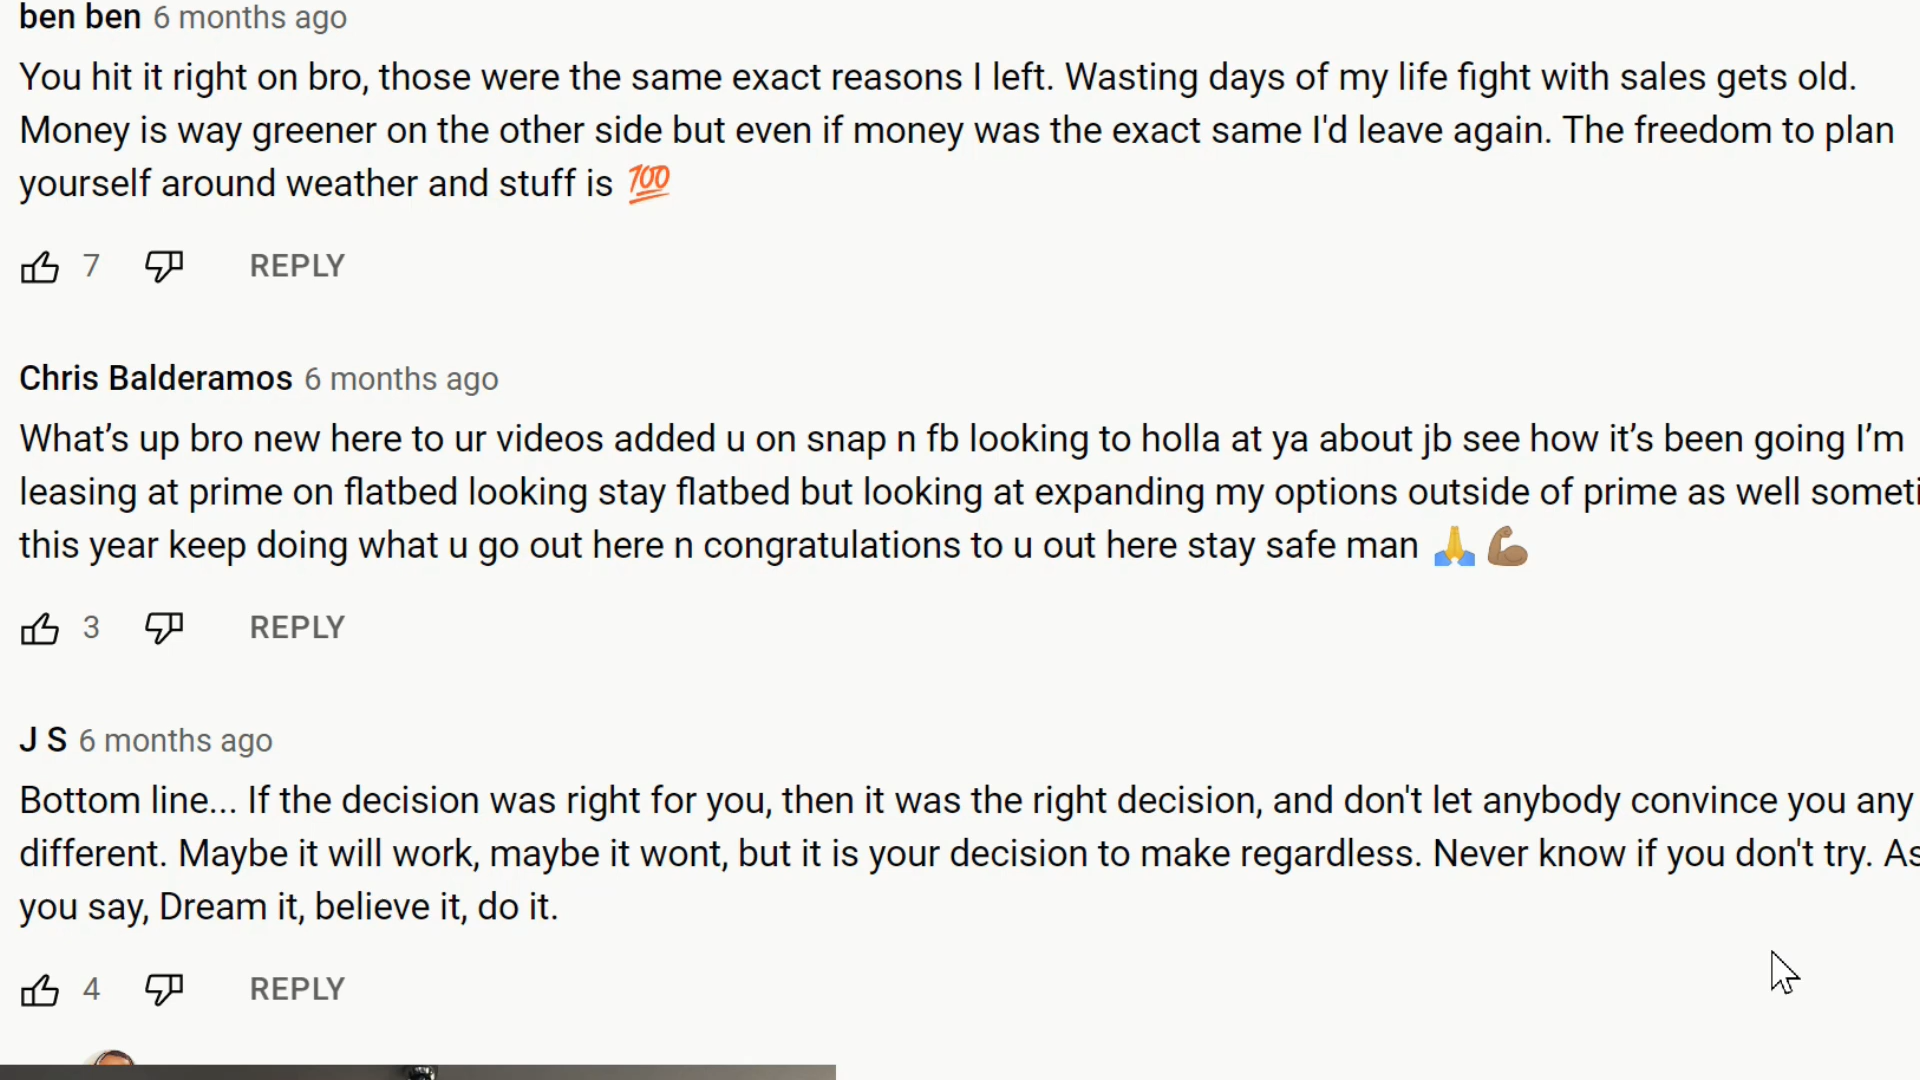 ben ben 6 months ago
You hit it right on bro, those were the same exact reasons I left. Wasting days of my life fight with sales gets old.
Money is way greener on the other side but even if money was the exact same I'd leave again. The freedom to plan
yourself around weather and stuff is 💯
7 REPLY
Chris Balderamos 6 months ago
What’s up bro new here to ur videos added u on snap n fb looking to holla at ya about jb see how it’s been going I’m
leasing at prime on flatbed looking stay flatbed but looking at expanding my options outside of prime as well
this year keep doing what u go out here n congratulations to u out here stay safe man 🙏💪🏽
3 REPLY
J S 6 months ago
Bottom line... If the decision was right for you, then it was the right decision, and don't let anybody convince you any
different. Maybe it will work, maybe it wont, but it is your decision to make regardless. Never know if you don't try. As
you say, Dream it, believe it, do it.
4 REPLY